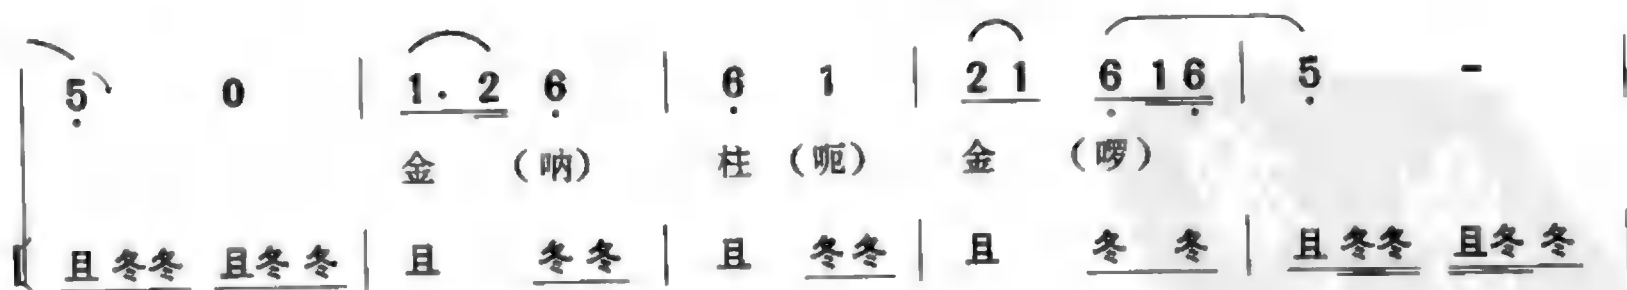 5 0 | 1. 2 6 | 6 1 | 2 1 6 1 6 | 5 -
金 (呐) 柱 (呃) 金 (啰)
且 冬冬 且冬 冬 | 且 冬冬 | 且 冬冬 | 且 冬 冬 | 且 冬冬 且冬 冬